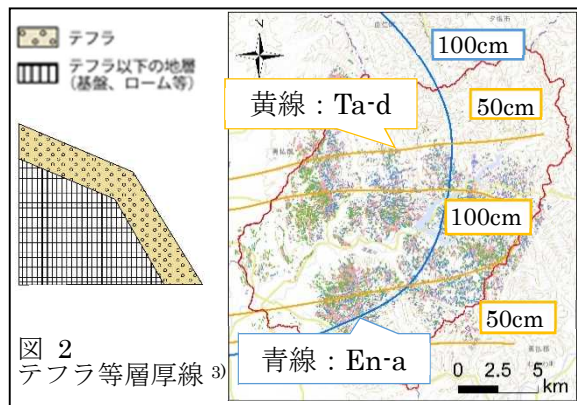 テフラ
テフラ以下の地層
(基盤、ローム等)
図 2
テフラ等層厚線 3)
100cm
50cm
黄線：Ta-d
100cm
50cm
青線：En-a
0 2.5 5
km